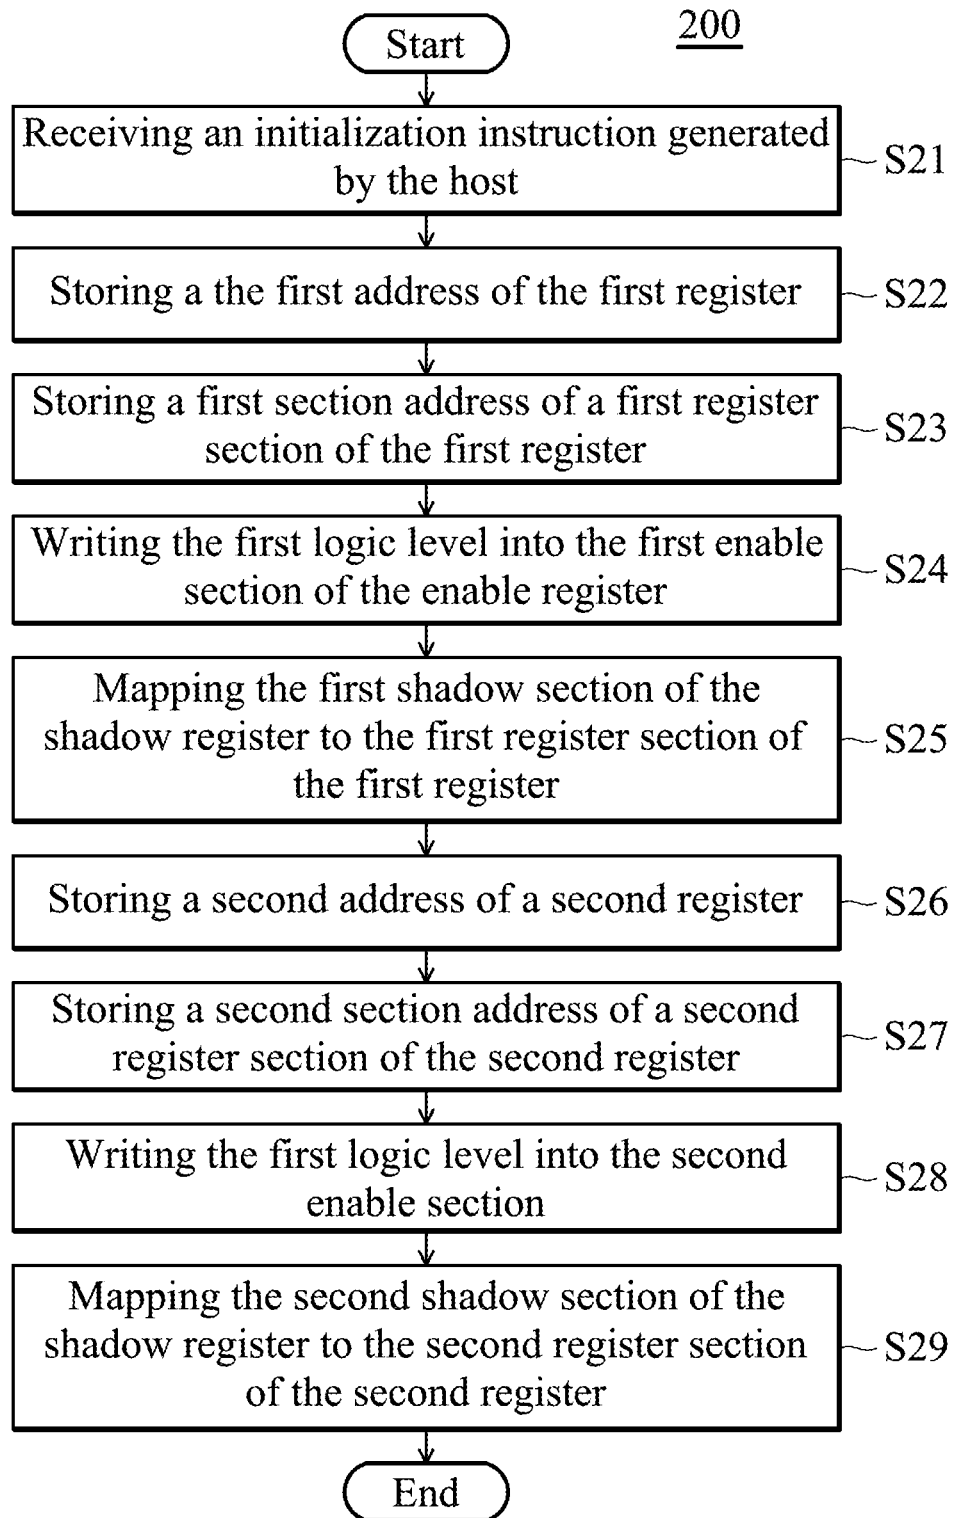 200
Start
Receiving an initialization instruction generated
by the host
S21
Storing a the first address of the first register
S22
Storing a first section address of a first register
section of the first register
S23
Writing the first logic level into the first enable
section of the enable register
S24
Mapping the first shadow section of the
shadow register to the first register section of
the first register
S25
Storing a second address of a second register
S26
Storing a second section address of a second
register section of the second register
S27
Writing the first logic level into the second
enable section
S28
Mapping the second shadow section of the
shadow register to the second register section
of the second register
S29
End